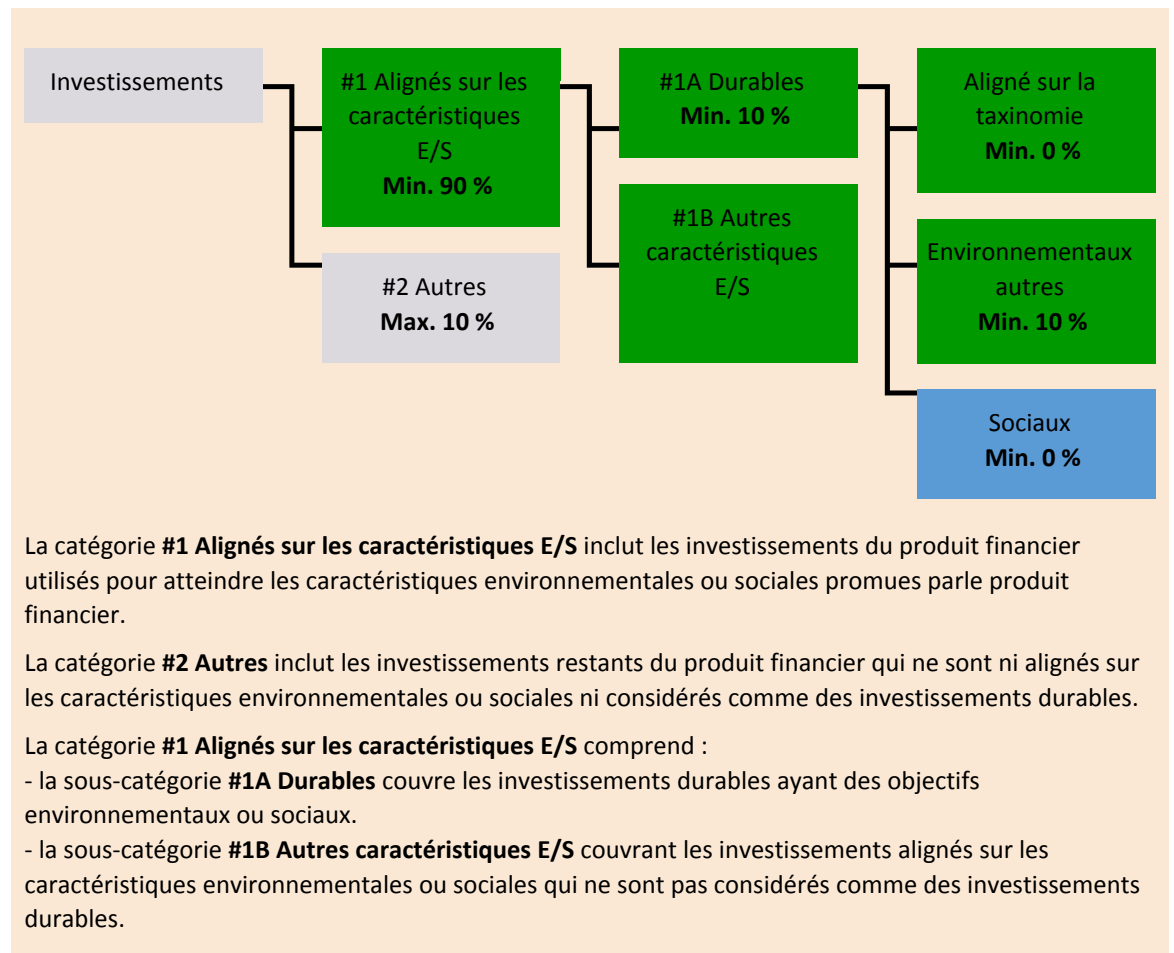 Investissements
#1 Alignés sur les
caractéristiques
E/S
Min. 90 %
#2 Autres
Max. 10 %
#1A Durables
Min. 10 %
#1B Autres
caractéristiques
E/S
Aligné sur la
taxinomie
Min. 0 %
Environnementaux
autres
Min. 10 %
Sociaux
Min. 0 %
La catégorie #1 Alignés sur les caractéristiques E/S inclut les investissements du produit financier
utilisés pour atteindre les caractéristiques environnementales ou sociales promues parle produit
financier.
La catégorie #2 Autres inclut les investissements restants du produit financier qui ne sont ni alignés sur
les caractéristiques environnementales ou sociales ni considérés comme des investissements durables.
La catégorie #1 Alignés sur les caractéristiques E/S comprend :
- la sous-catégorie #1A Durables couvre les investissements durables ayant des objectifs
environnementaux ou sociaux.
- la sous-catégorie #1B Autres caractéristiques E/S couvrant les investissements alignés sur les
caractéristiques environnementales ou sociales qui ne sont pas considérés comme des investissements
durables.